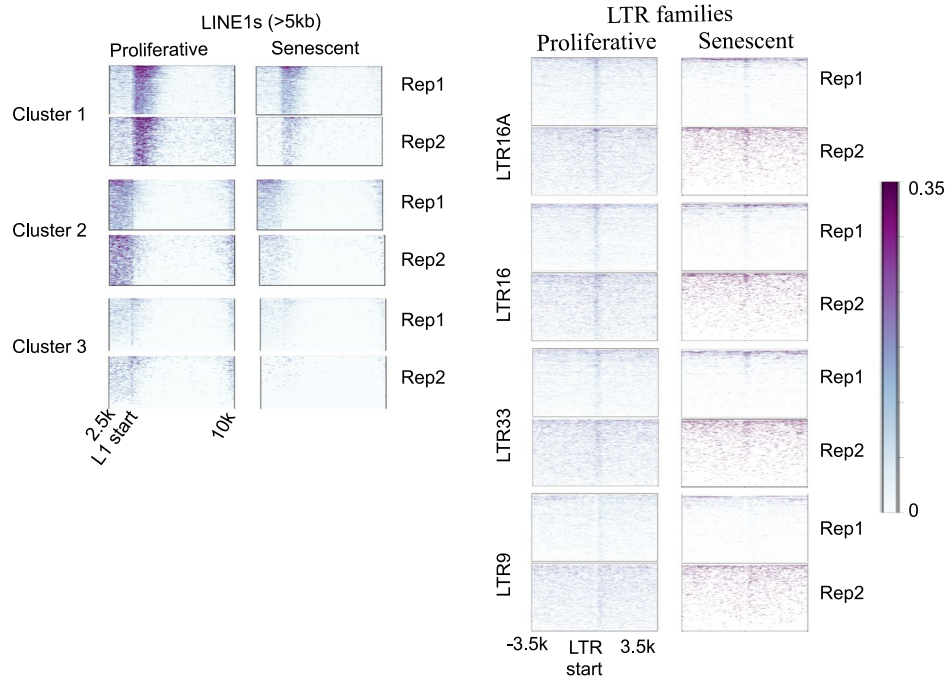 LINE1s (>5kb)
Proliferative Senescent
Cluster 1
Rep1
Rep2
Cluster 2
Rep1
Rep2
Cluster 3
Rep1
Rep2
2.5k
L1 start
10k
LTR families
Proliferative Senescent
LTR16A
Rep1
Rep2
LTR16
Rep1
Rep2
LTR33
Rep1
Rep2
LTR9
Rep1
Rep2
-3.5k LTR 3.5k
start
0.35
0